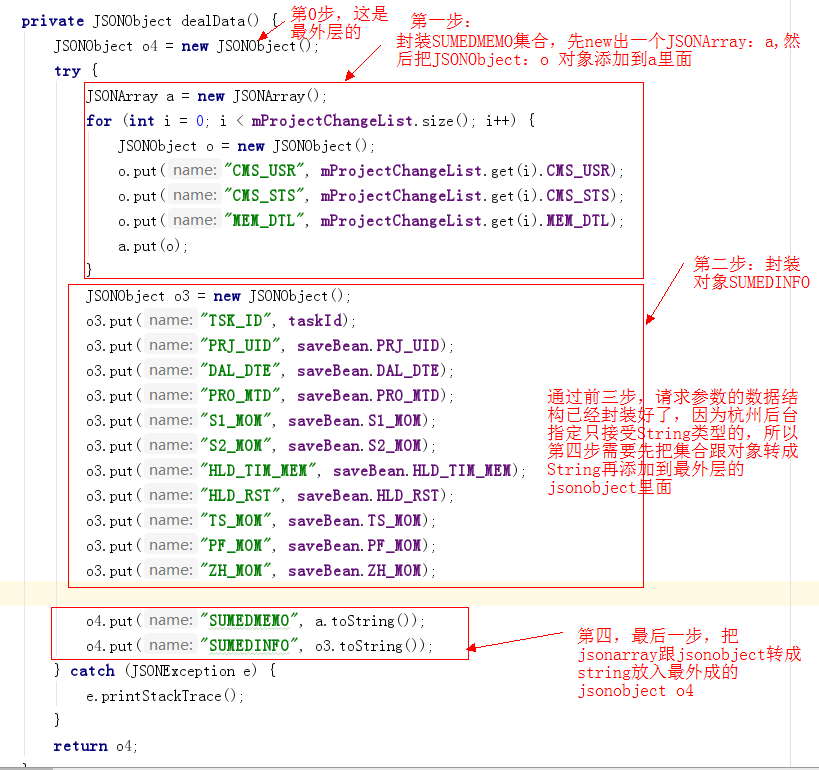 private JSONObject dealData() {
第0步，这是
最外层的
JSONObject o4 = new JSONObject();
第一步：
封装SUMEDMEMO集合，先new出一个JSONArray：a,然
后把JSONObject：o 对象添加到a里面
try {
JSONArray a = new JSONArray();
for (int i = 0; i < mProjectChangeList.size(); i++) {
JSONObject o = new JSONObject();
o.put( name: "CMS_USR", mProjectChangeList.get(i).CMS_USR);
o.put( name: "CMS_STS", mProjectChangeList.get(i).CMS_STS);
o.put( name: "MEM_DTL", mProjectChangeList.get(i).MEM_DTL);
a.put(o);
}
第二步：封装
对象SUMEDINFO
JSONObject o3 = new JSONObject();
o3.put( name: "TSK_ID", taskId);
o3.put( name: "PRJ_UID", saveBean.PRJ_UID);
o3.put( name: "DAL_DTE", saveBean.DAL_DTE);
o3.put( name: "PRO_MTD", saveBean.PRO_MTD);
o3.put( name: "S1_MOM", saveBean.S1_MOM);
o3.put( name: "S2_MOM", saveBean.S2_MOM);
o3.put( name: "HLD_TIM_MEM", saveBean.HLD_TIM_MEM);
o3.put( name: "HLD_RST", saveBean.HLD_RST);
o3.put( name: "TS_MOM", saveBean.TS_MOM);
o3.put( name: "PF_MOM", saveBean.PF_MOM);
o3.put( name: "ZH_MOM", saveBean.ZH_MOM);
通过前三步，请求参数的数据结
构已经封装好了，因为杭州后台
指定只接受String类型的，所以
第四步需要先把集合跟对象转成
String再添加到最外层的
jsonobject里面
o4.put( name: "SUMEDMEMO", a.toString());
o4.put( name: "SUMEDINFO", o3.toString());
第四，最后一步，把
jsonarray跟jsonobject转成
string放入最外成的
jsonobject o4
} catch (JSONException e) {
e.printStackTrace();
}
return o4;